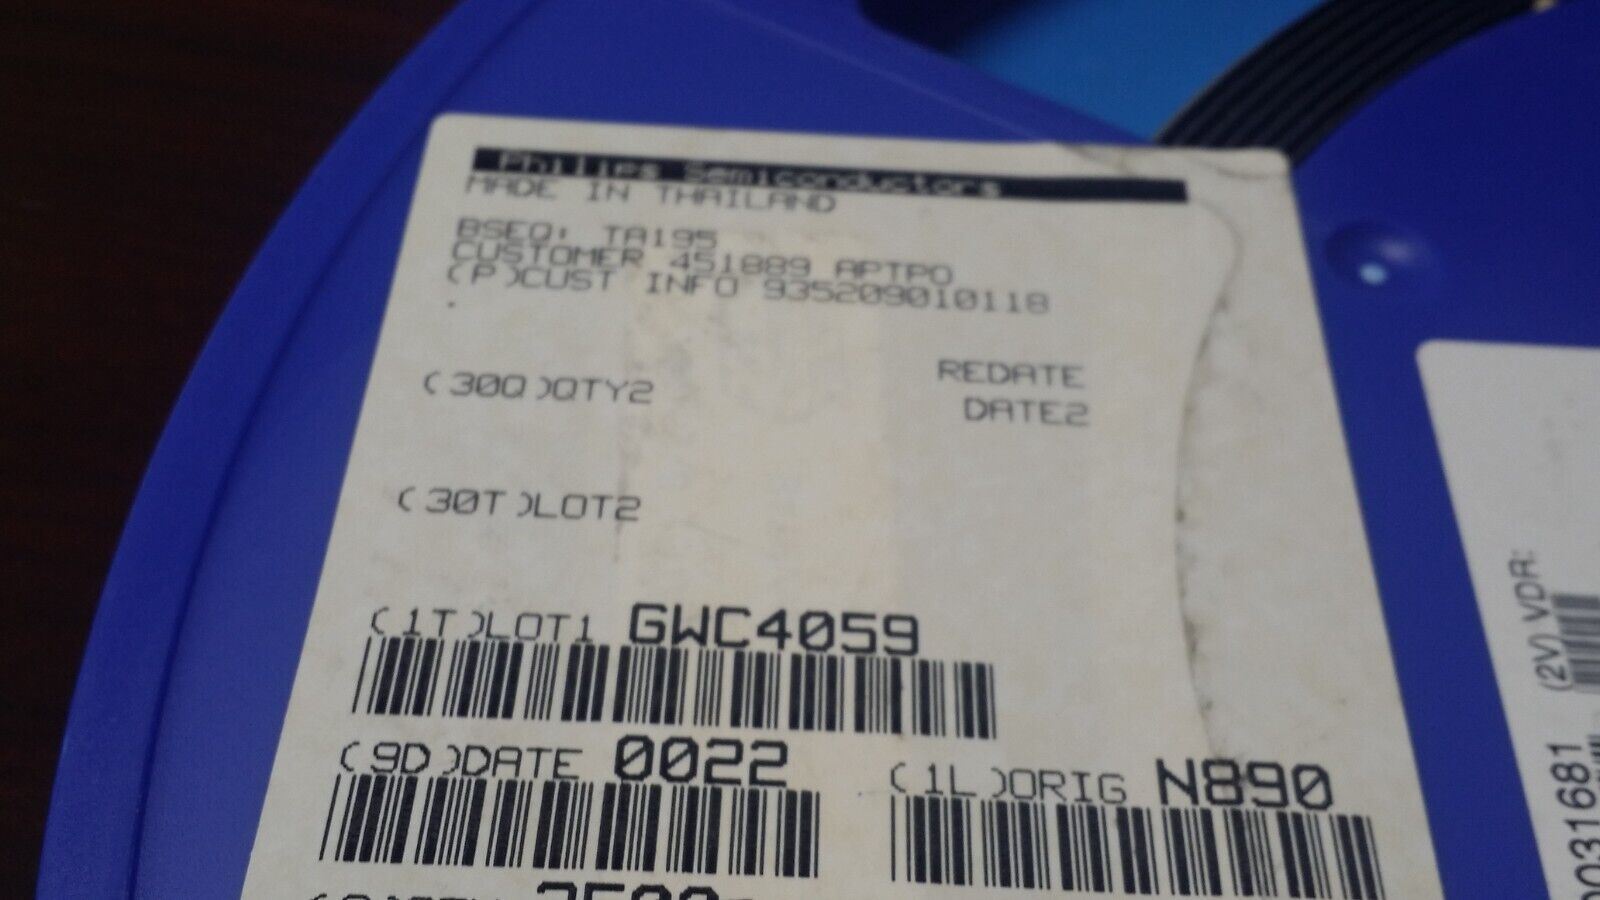 Philips Semiconductors
MADE IN THAILAND
BSEQ: TA195
CUSTOMER 451889 APTPO
(P)CUST INFO 935209010118
.
(30Q)QTY2
REDATE
DATE2
(30T)LOT2
(1T)LOT1 GWC4059
(9D)DATE 0022
(1L)ORIG N890
(2V) VDR: